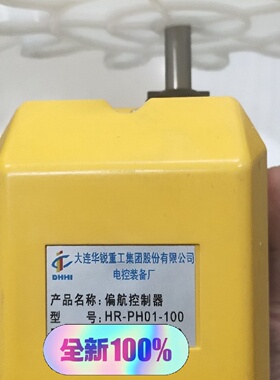 大连华锐重工集团股份有限公司
DHHI
电控装备厂
产品名称：偏航控制器
型 号：HR-PH01-100
全新100%